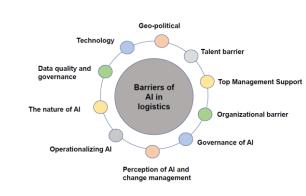 Geo-political
Technology
Talent barrier
Data quality and
governance
Barriers of
AI in
logistics
Top Management Support
The nature of AI
Organizational barrier
Operationalizing AI
Governance of AI
Perception of AI and
change management